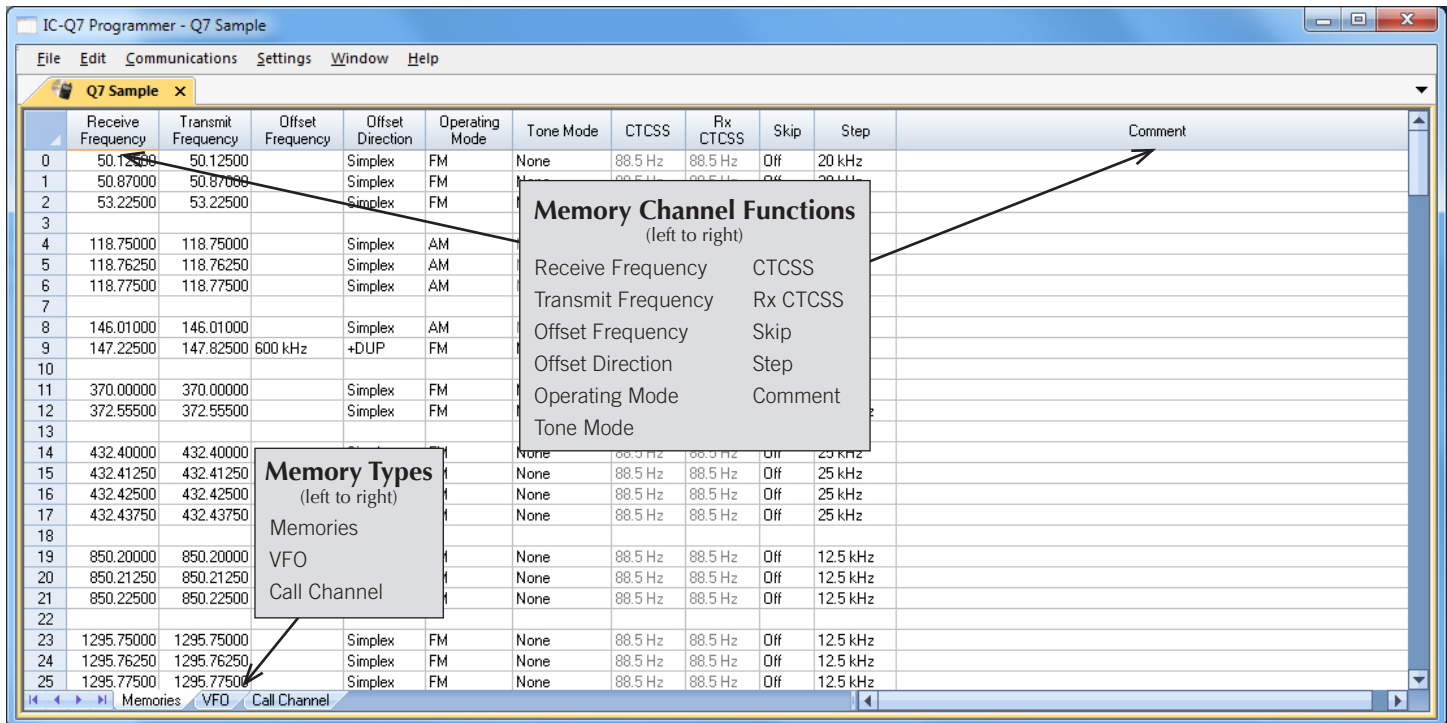 IC-Q7 Programmer - Q7 Sample
File Edit Communications Settings Window Help
Q7 Sample x
Receive Frequency Transmit Frequency Offset Frequency Offset Direction Operating Mode Tone Mode CTCSS Rx CTCSS Skip Step Comment
0 50.12500 50.12500 Simplex FM None 88.5 Hz 88.5 Hz Off 20 kHz
1 50.87000 50.87000 Simplex FM
2 53.22500 53.22500 Simplex FM
3
4 118.75000 118.75000 Simplex AM
5 118.76250 118.76250 Simplex AM
6 118.77500 118.77500 Simplex AM
7
8 146.01000 146.01000 Simplex AM
9 147.22500 147.82500 600 kHz +DUP FM
10
11 370.00000 370.00000 Simplex FM
12 372.55500 372.55500 Simplex FM
13
14 432.40000 432.40000 None 88.5 Hz 88.5 Hz Off 25 kHz
15 432.41250 432.41250 None 88.5 Hz 88.5 Hz Off 25 kHz
16 432.42500 432.42500 None 88.5 Hz 88.5 Hz Off 25 kHz
17 432.43750 432.43750 None 88.5 Hz 88.5 Hz Off 25 kHz
18
19 850.20000 850.20000 None 88.5 Hz 88.5 Hz Off 12.5 kHz
20 850.21250 850.21250 None 88.5 Hz 88.5 Hz Off 12.5 kHz
21 850.22500 850.22500 None 88.5 Hz 88.5 Hz Off 12.5 kHz
22
23 1295.75000 1295.75000 Simplex FM None 88.5 Hz 88.5 Hz Off 12.5 kHz
24 1295.76250 1295.76250 Simplex FM None 88.5 Hz 88.5 Hz Off 12.5 kHz
25 1295.77500 1295.77500 Simplex FM None 88.5 Hz 88.5 Hz Off 12.5 kHz
Memories VFO Call Channel
Memory Channel Functions
(left to right)
Receive Frequency CTCSS
Transmit Frequency Rx CTCSS
Offset Frequency Skip
Offset Direction Step
Operating Mode Comment
Tone Mode
Memory Types
(left to right)
Memories
VFO
Call Channel